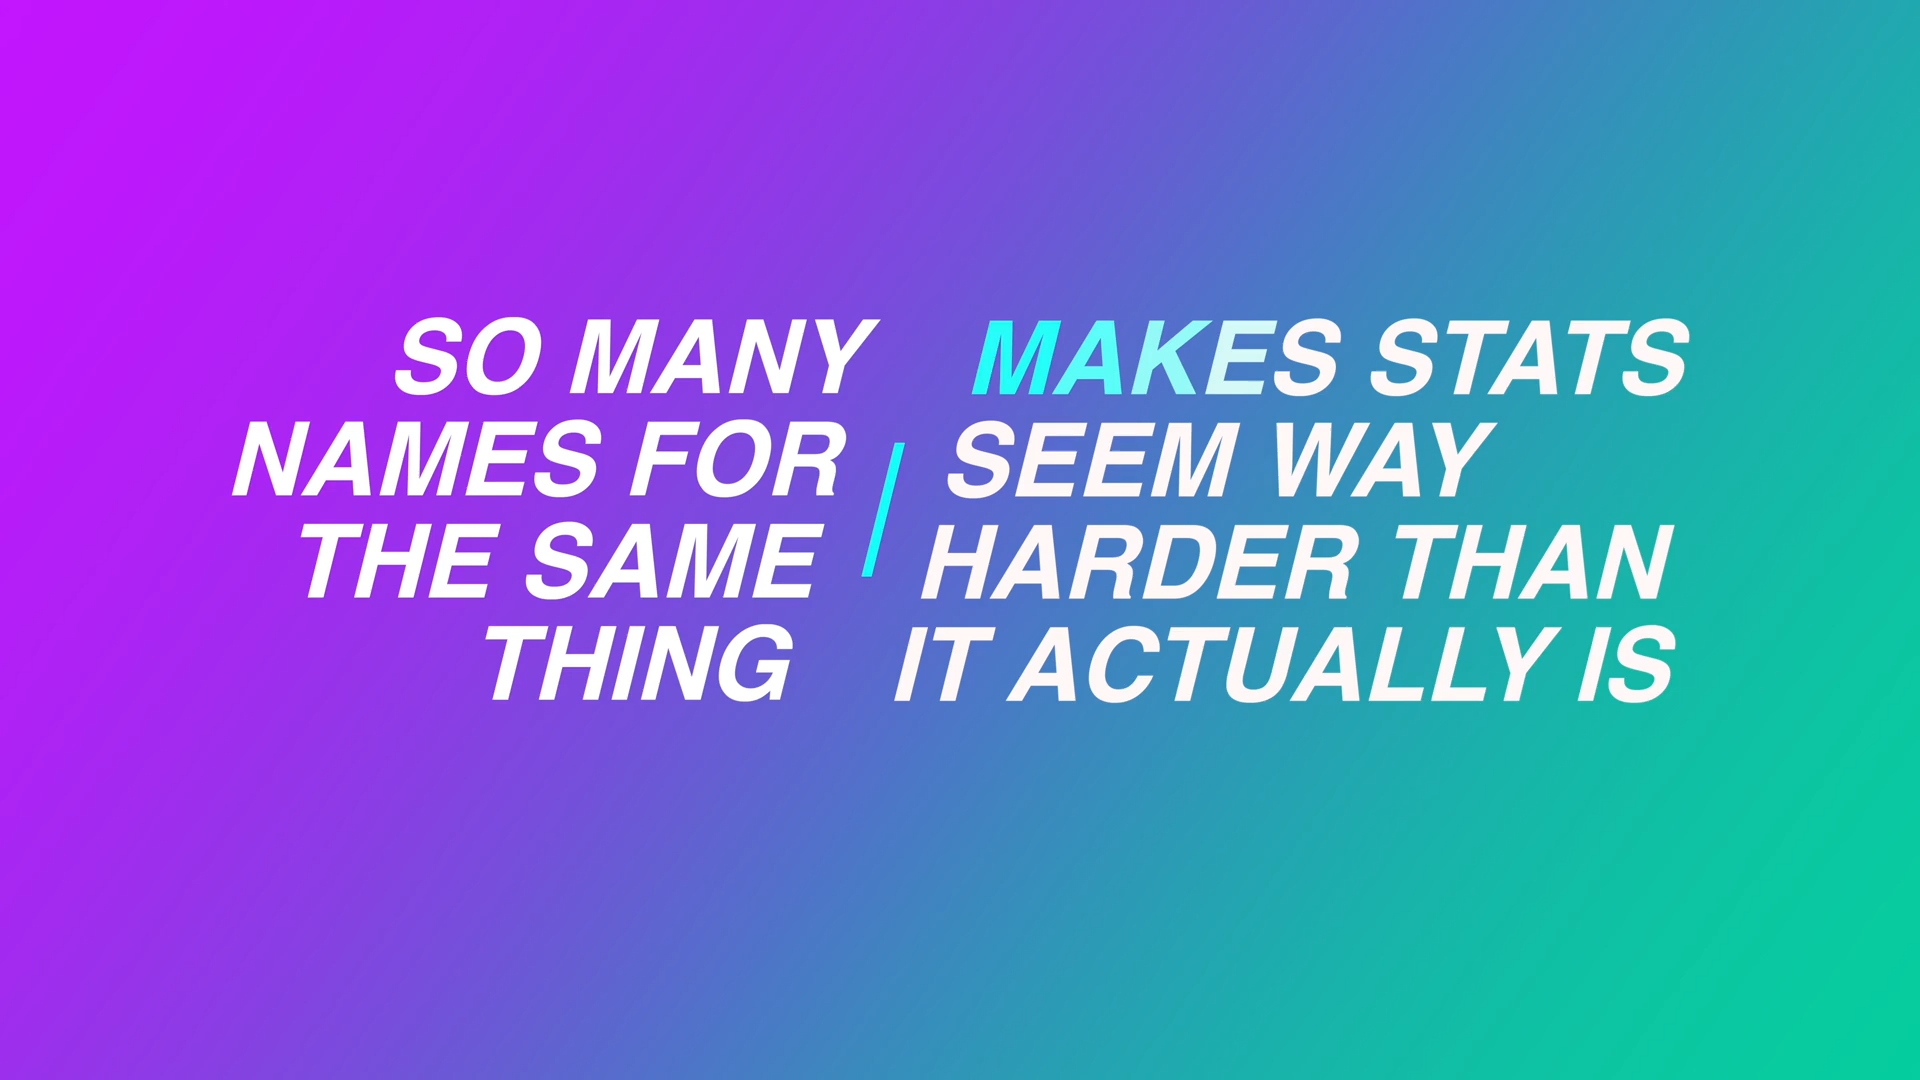 SO MANY
NAMES FOR
THE SAME
THING
/
MAKES STATS
SEEM WAY
HARDER THAN
IT ACTUALLY IS